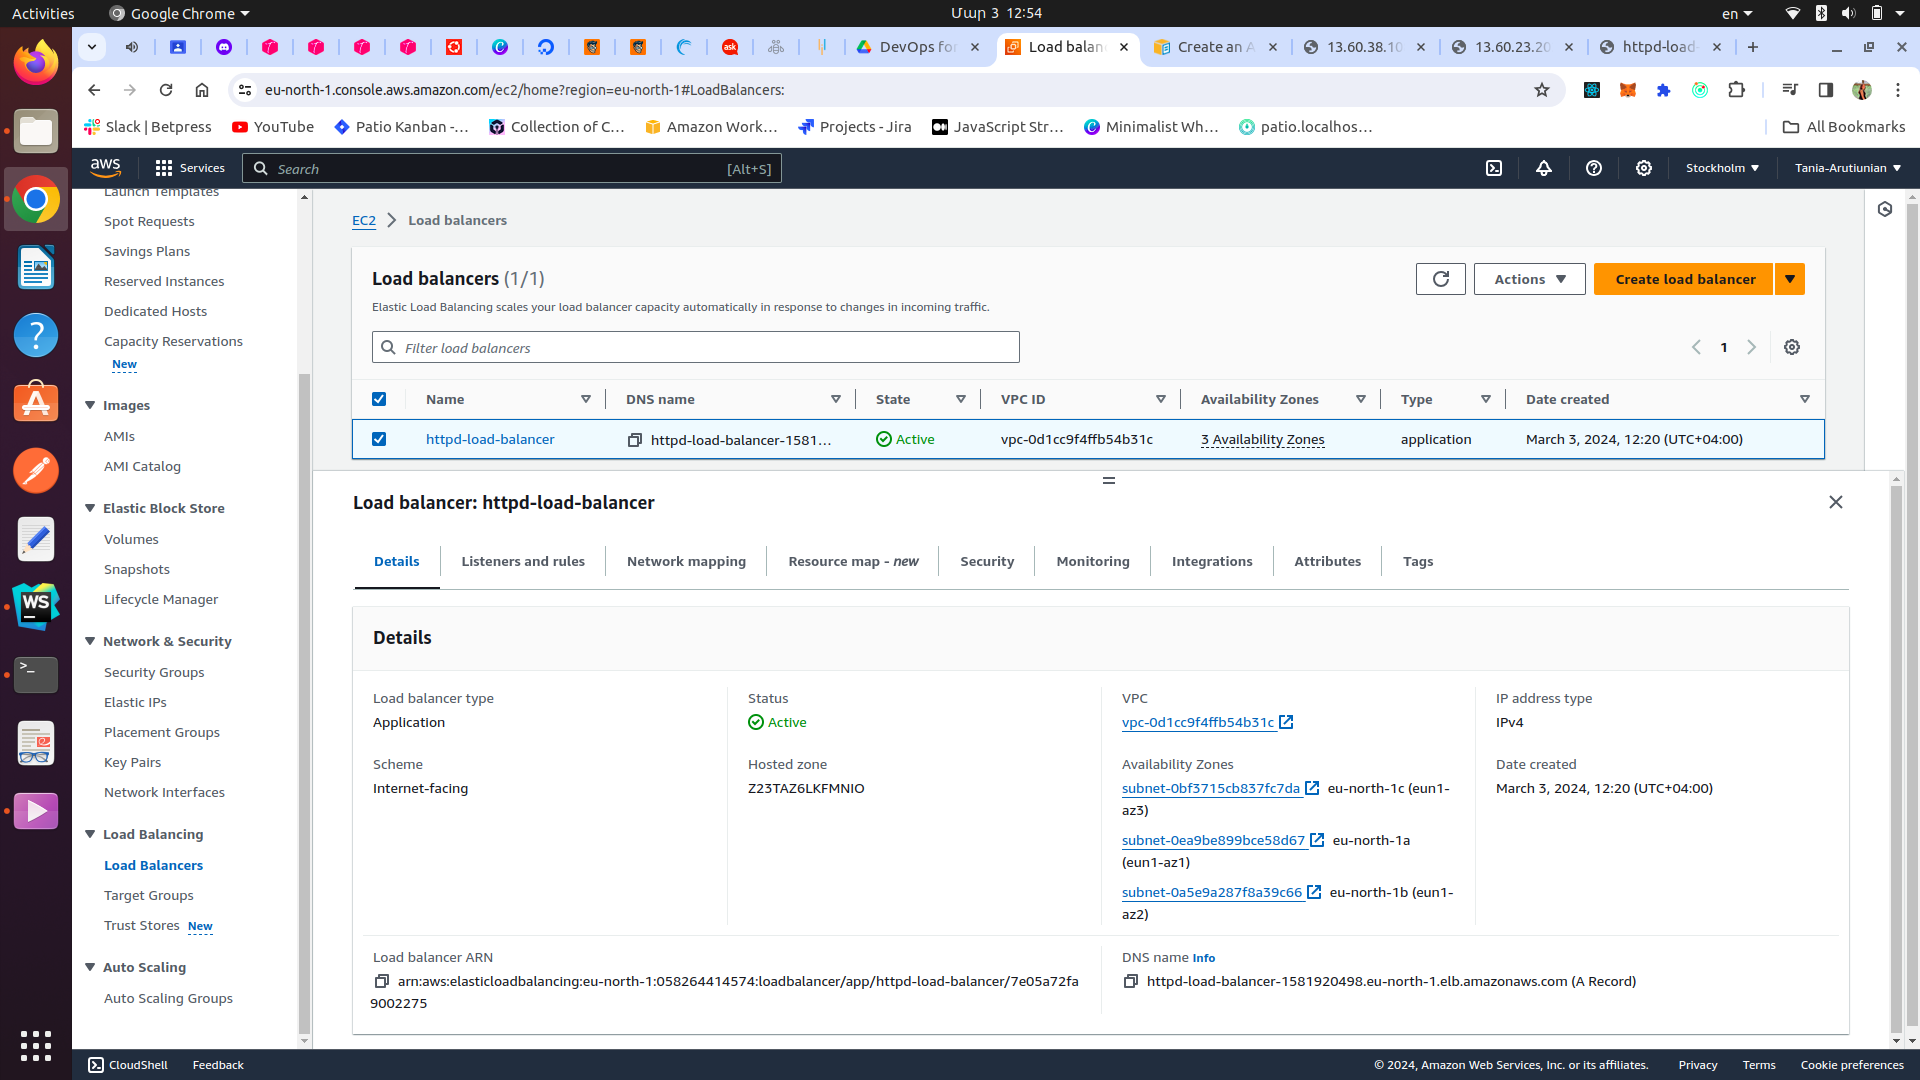 Activities
Google Chrome
Մար 3 12:54
en
DevOps for
Load balan
Create an A
13.60.38.10
13.60.23.20
httpd-load-
eu-north-1.console.aws.amazon.com/ec2/home?region=eu-north-1#LoadBalancers:
Slack | Betpress
YouTube
Patio Kanban -...
Collection of C...
Amazon Work...
Projects - Jira
JavaScript Str...
Minimalist Wh...
patio.localhos...
All Bookmarks
aws
Services
Search
[Alt+S]
Stockholm
Tania-Arutiunian
Launch Templates
Spot Requests
Savings Plans
Reserved Instances
Dedicated Hosts
Capacity Reservations
New
Images
AMIs
AMI Catalog
Elastic Block Store
Volumes
Snapshots
Lifecycle Manager
Network & Security
Security Groups
Elastic IPs
Placement Groups
Key Pairs
Network Interfaces
Load Balancing
Load Balancers
Target Groups
Trust Stores New
Auto Scaling
Auto Scaling Groups
EC2 Load balancers
Load balancers (1/1)
Elastic Load Balancing scales your load balancer capacity automatically in response to changes in incoming traffic.
Actions
Create load balancer
Filter load balancers
1
Name DNS name State VPC ID Availability Zones Type Date created
httpd-load-balancer httpd-load-balancer-1581... Active vpc-0d1cc9f4ffb54b31c 3 Availability Zones application March 3, 2024, 12:20 (UTC+04:00)
Load balancer: httpd-load-balancer
Details
Listeners and rules
Network mapping
Resource map - new
Security
Monitoring
Integrations
Attributes
Tags
Details
Load balancer type
Application
Status
Active
VPC
vpc-0d1cc9f4ffb54b31c
IP address type
IPv4
Scheme
Internet-facing
Hosted zone
Z23TAZ6LKFMNIO
Availability Zones
subnet-0bf3715cb837fc7da eu-north-1c (eun1-
az3)
subnet-0ea9be899bce58d67 eu-north-1a
(eun1-az1)
subnet-0a5e9a287f8a39c66 eu-north-1b (eun1-
az2)
Date created
March 3, 2024, 12:20 (UTC+04:00)
Load balancer ARN
arn:aws:elasticloadbalancing:eu-north-1:058264414574:loadbalancer/app/httpd-load-balancer/7e05a72fa
9002275
DNS name Info
httpd-load-balancer-1581920498.eu-north-1.elb.amazonaws.com (A Record)
CloudShell
Feedback
© 2024, Amazon Web Services, Inc. or its affiliates.
Privacy
Terms
Cookie preferences
ask
WS